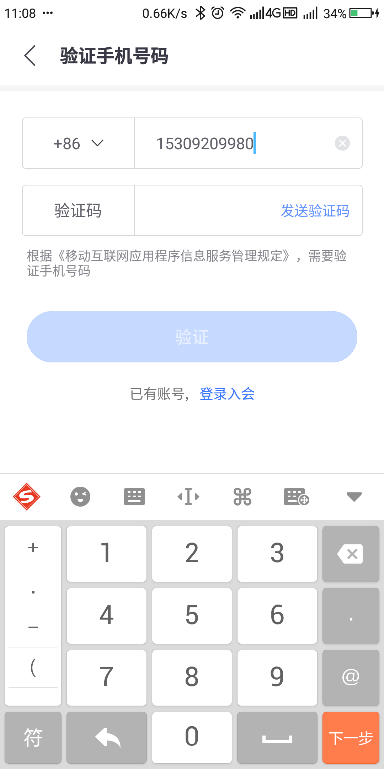 11:08 ··· 0.66K/s 4G HD 34%
验证手机号码
+86 15309209980
验证码 发送验证码
根据《移动互联网应用程序信息服务管理规定》，需要验
证手机号码
验证
已有账号，登录入会
S
+ 1 2 3
. 4 5 6 .
-
( 7 8 9 @
符 0 下一步